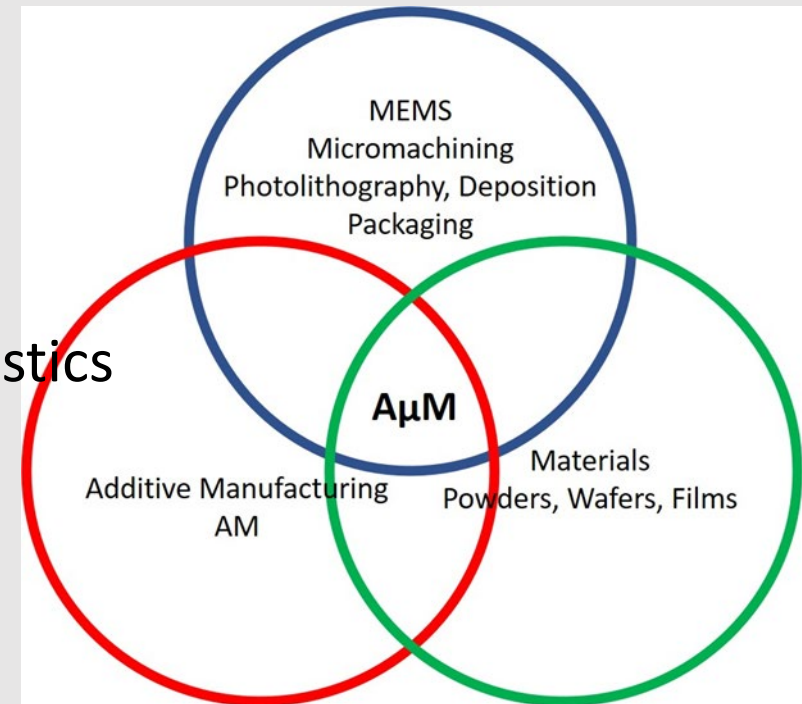 MEMS
Micromachining
Photolithography, Deposition
Packaging
stics
AμM
Materials
Powders, Wafers, Films
Additive Manufacturing
AM